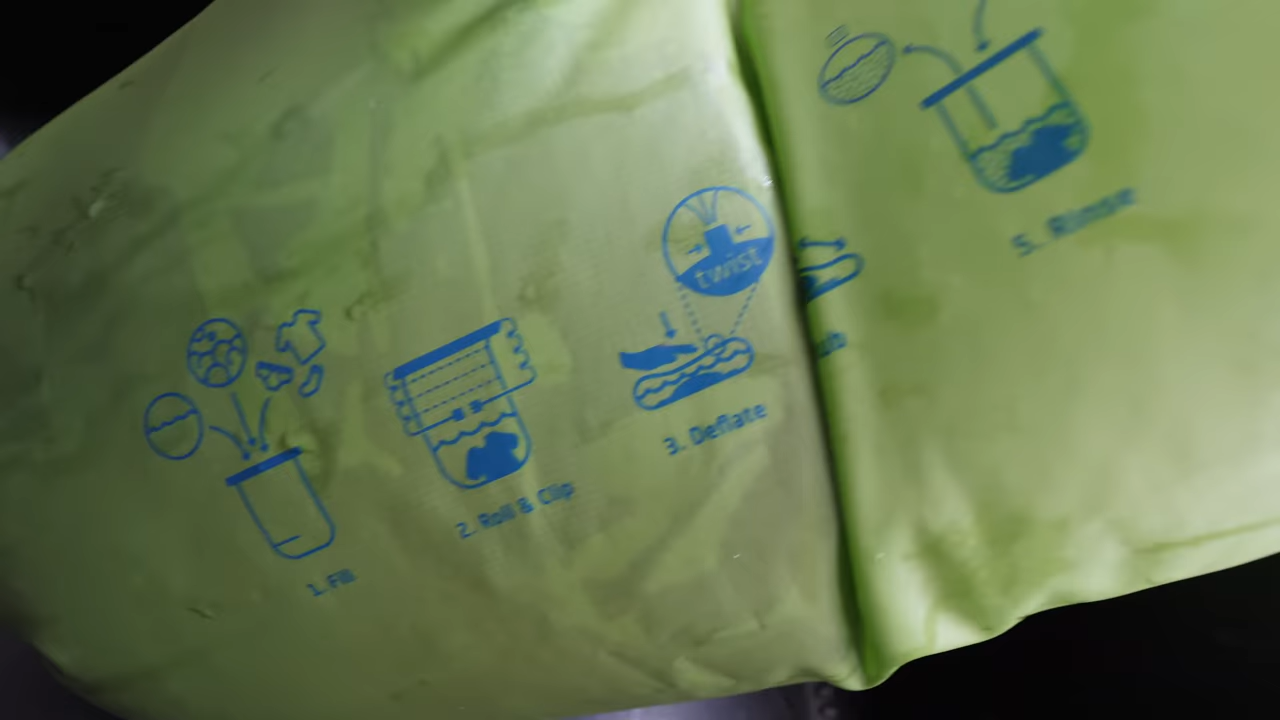 twist
1. Fill
2. Roll & Clip
3. Deflate
5. Rinse